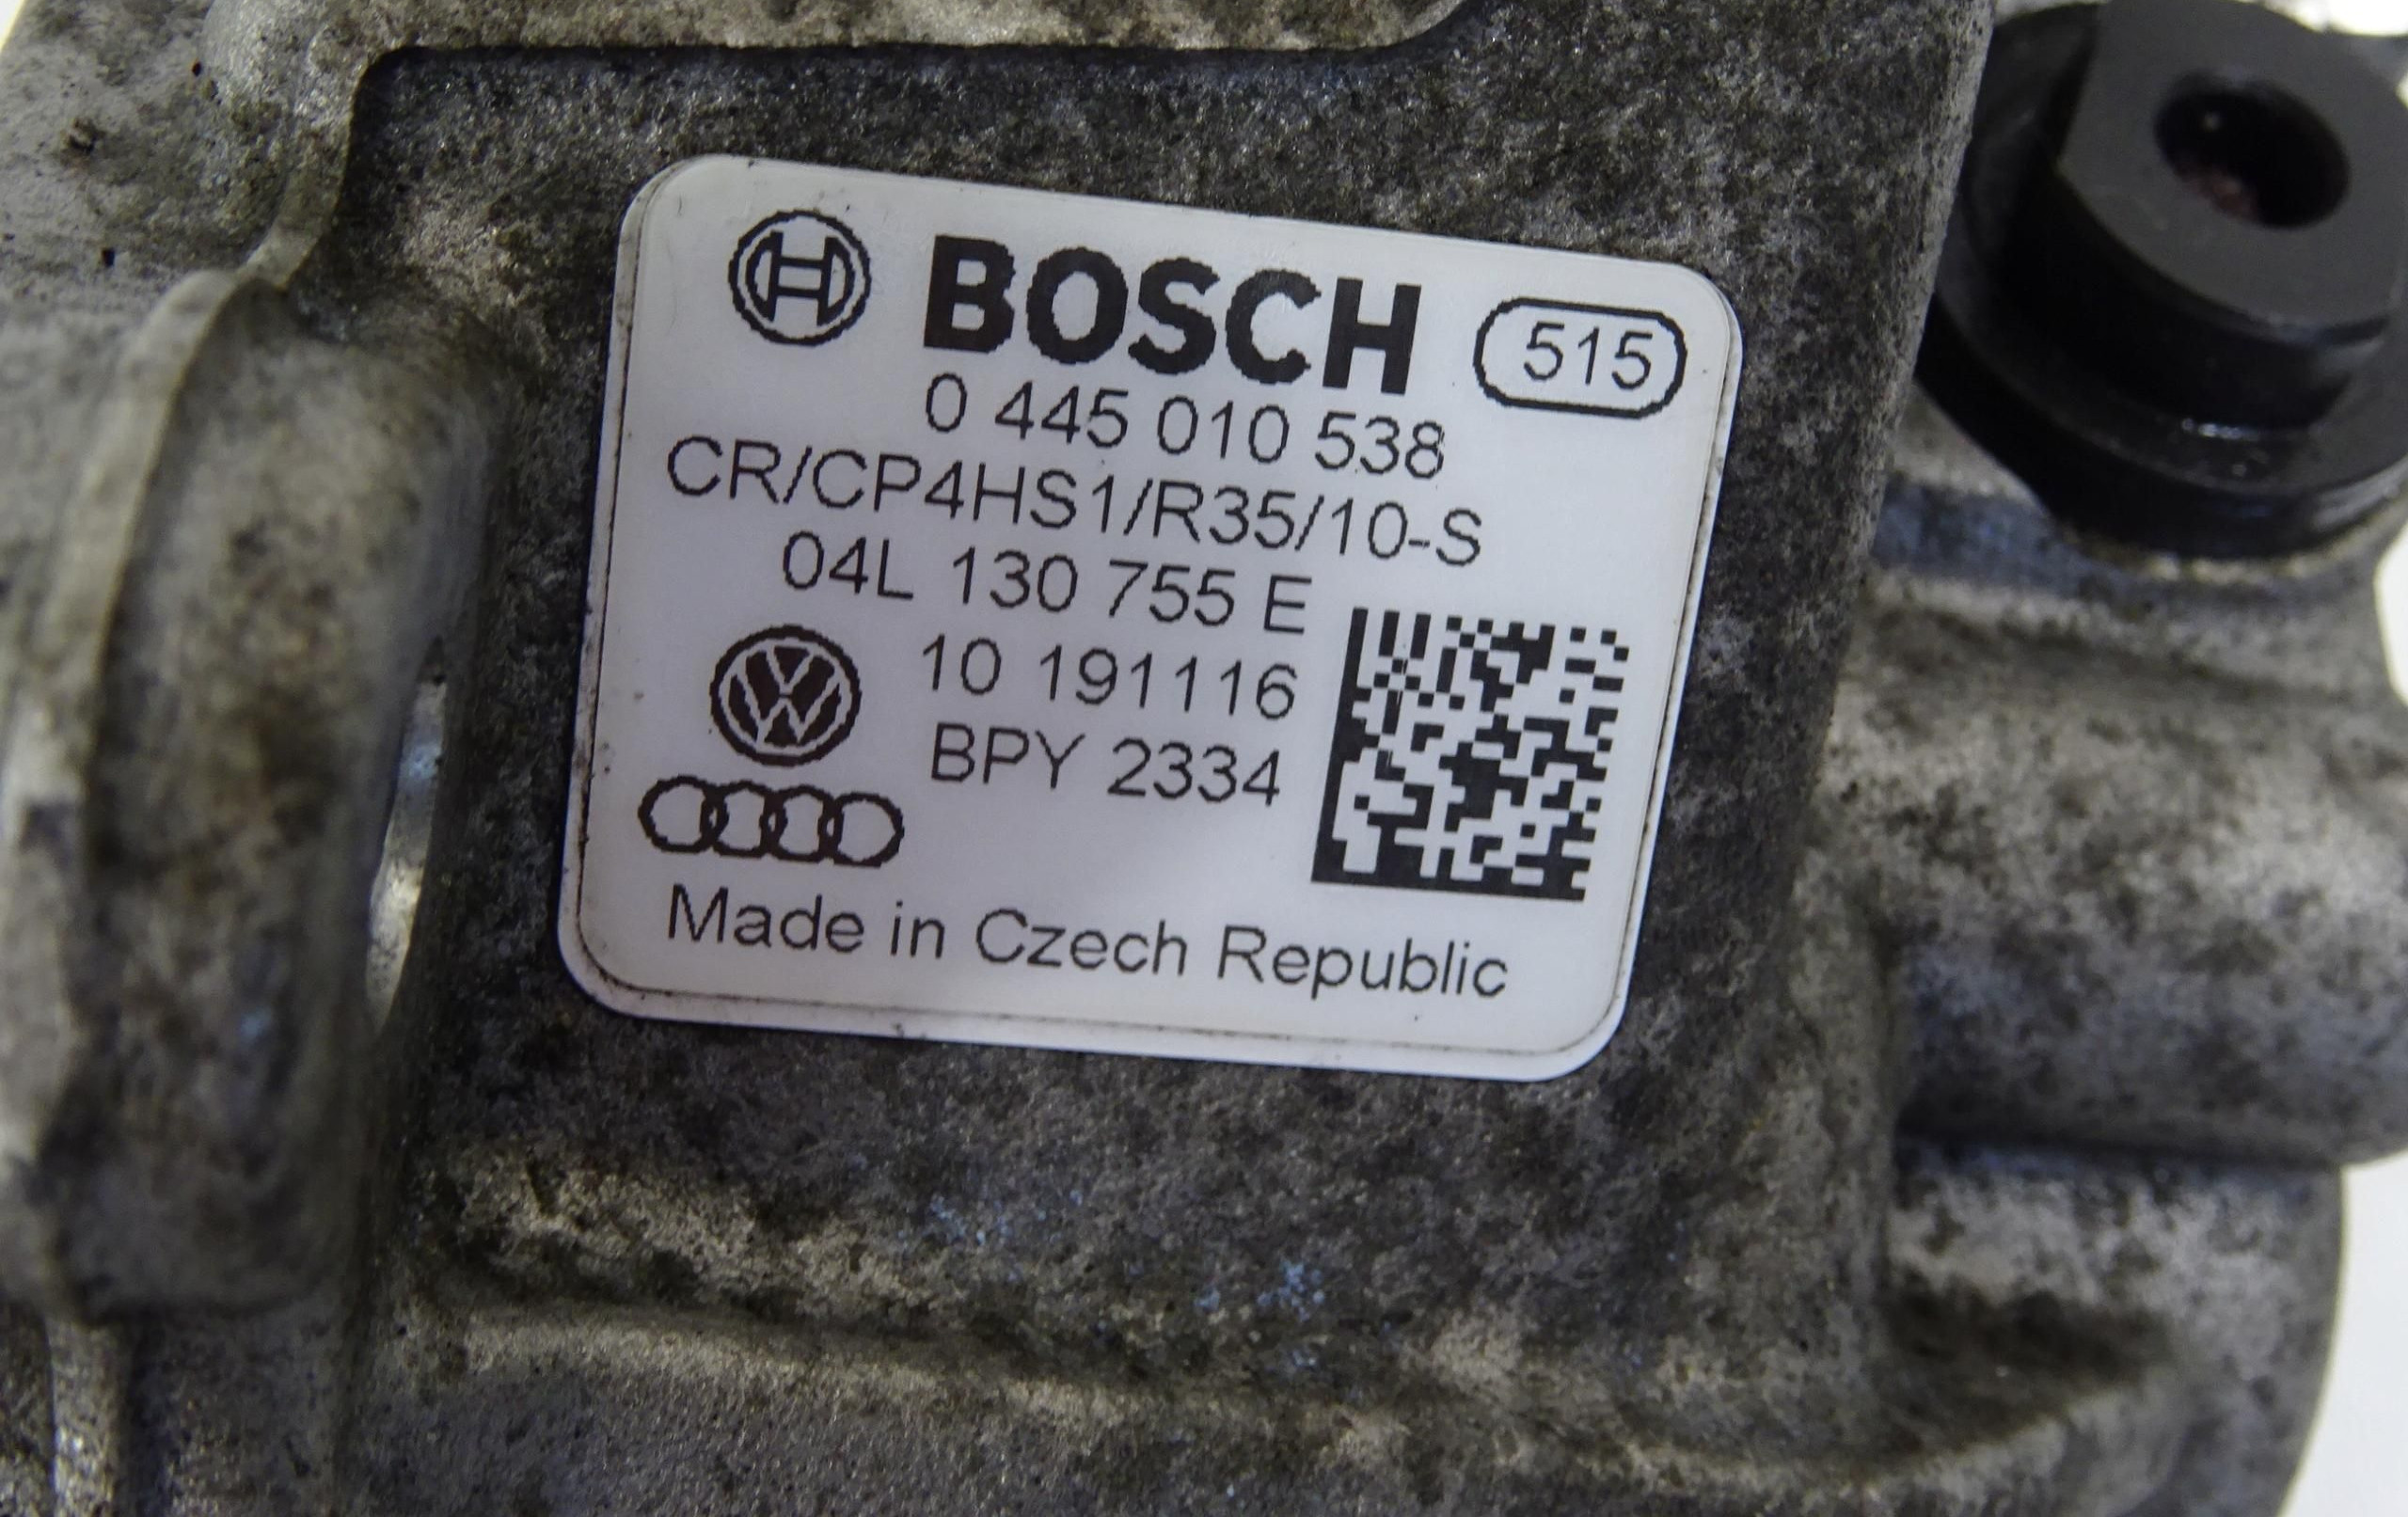 BOSCH 515
0 445 010 538
CR/CP4HS1/R35/10-S
04L 130 755 E
10 191116
BPY 2334
Made in Czech Republic